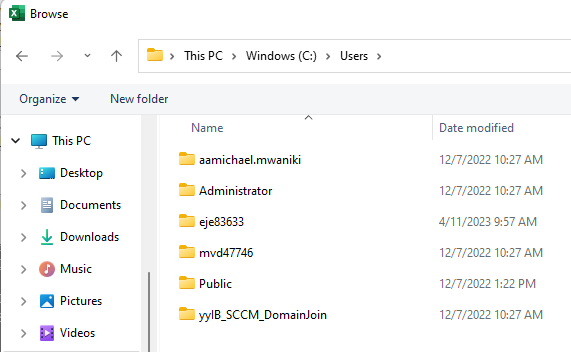 Browse
This PC > Windows (C:) > Users >
Organize New folder
Name Date modified
This PC
Desktop
Documents
Downloads
Music
Pictures
Videos
aamichael.mwaniki 12/7/2022 10:27 AM
Administrator 12/7/2022 10:27 AM
eje83633 4/11/2023 9:57 AM
mvd47746 12/7/2022 10:27 AM
Public 12/7/2022 1:22 PM
yylB_SCCM_DomainJoin 12/7/2022 10:27 AM